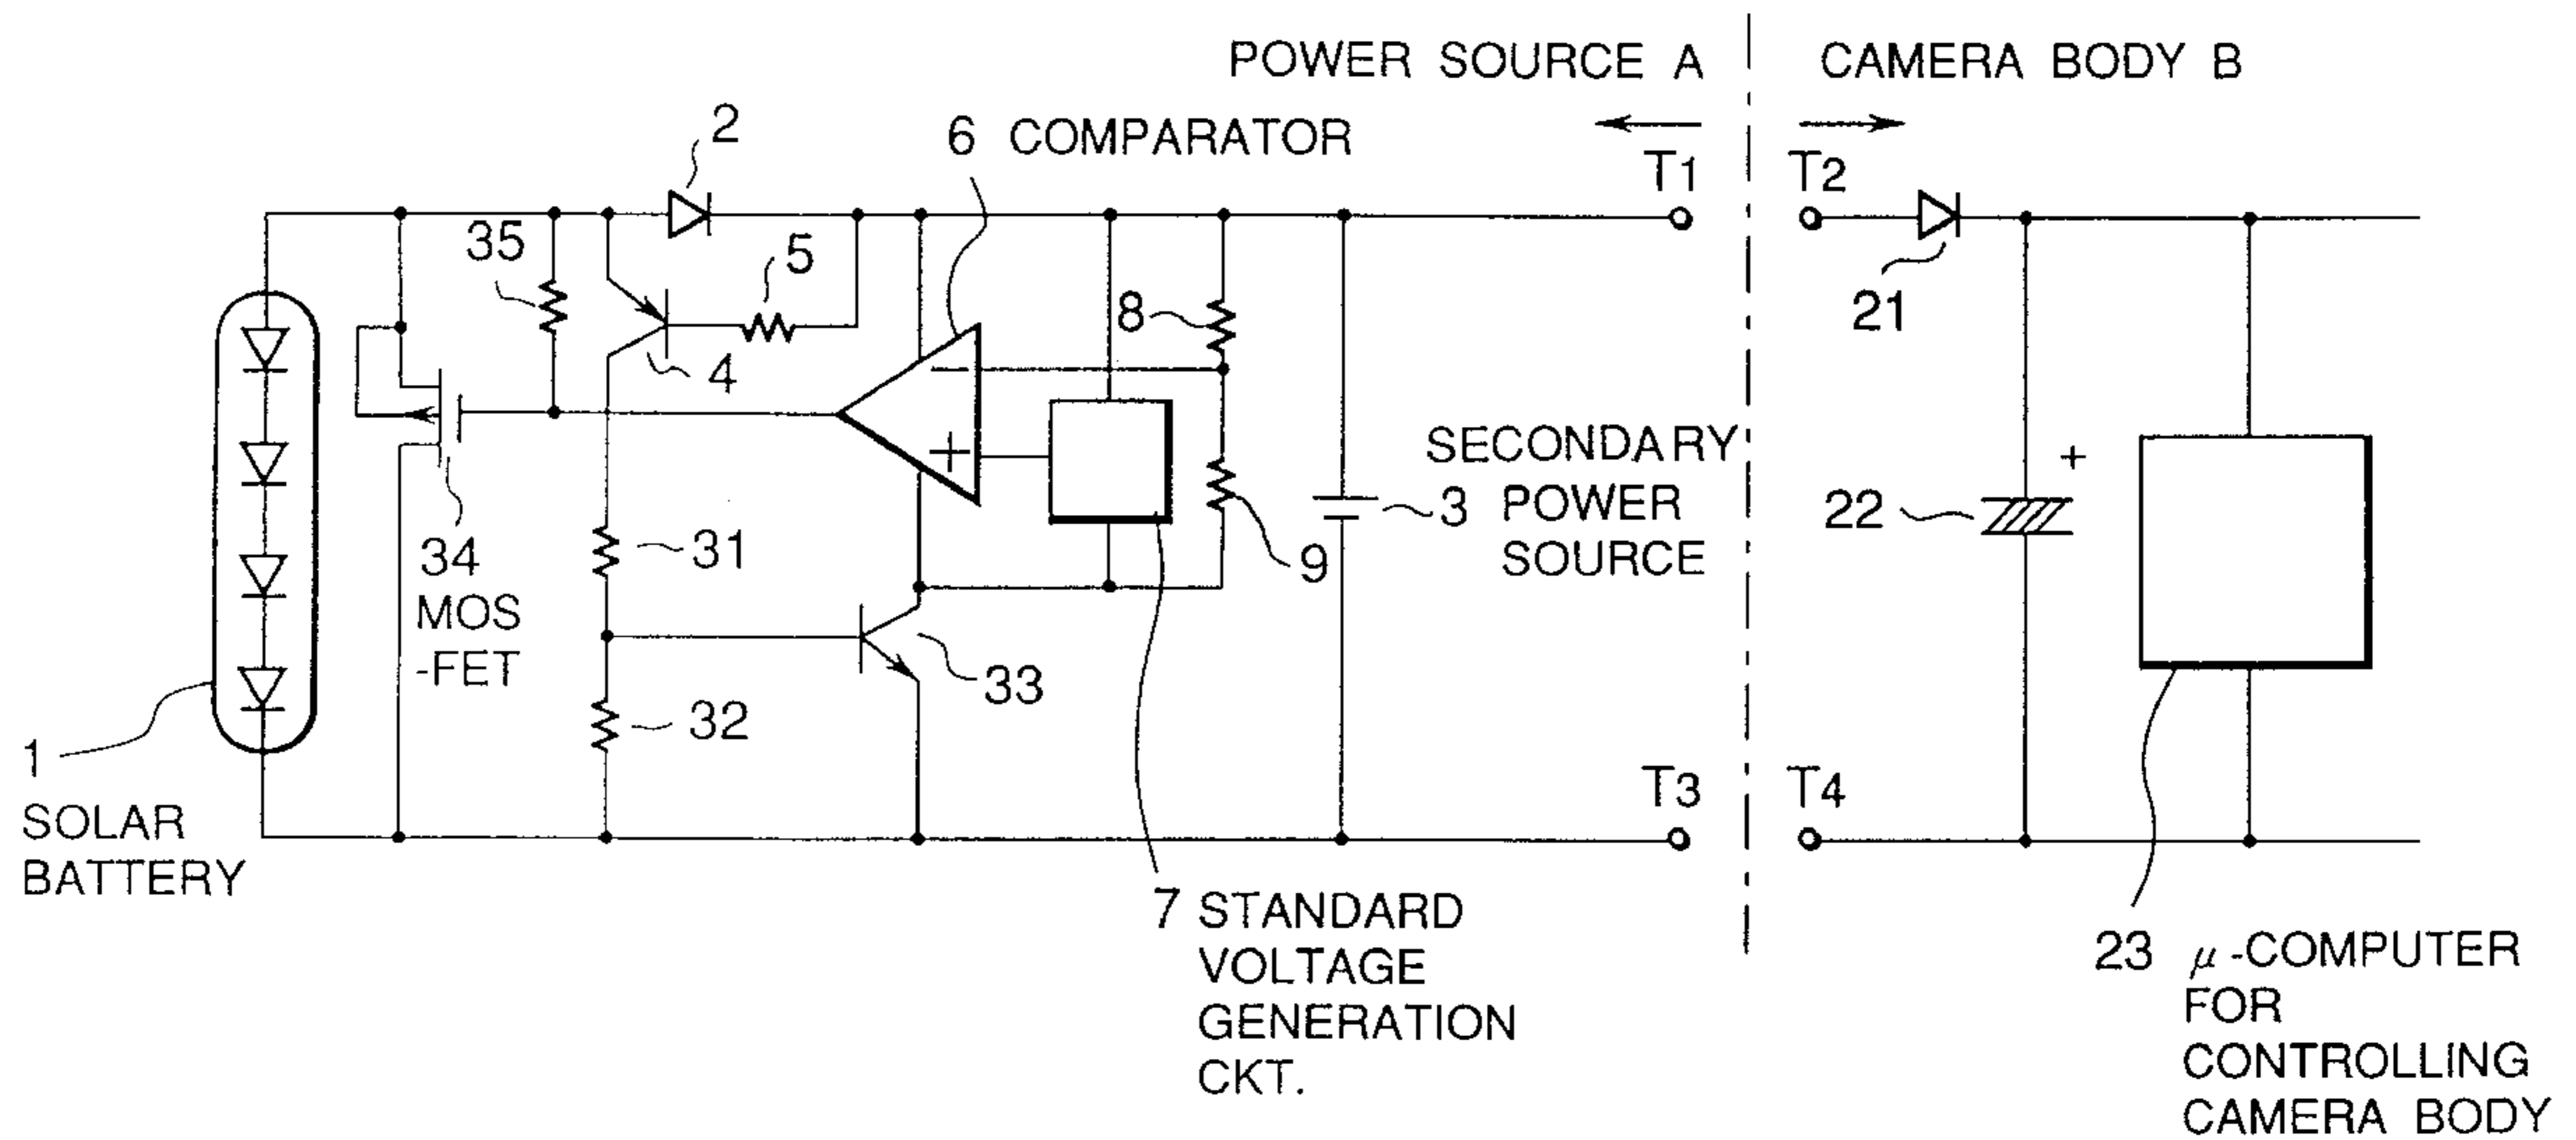 POWER SOURCE A
CAMERA BODY B
2
6 COMPARATOR
T1
T2
35
5
8
21
4
-
+
SECONDARY
3 POWER
SOURCE
+
22
34
MOS
-FET
31
9
33
32
1
SOLAR
BATTERY
T3
T4
7 STANDARD
VOLTAGE
GENERATION
CKT.
23 μ-COMPUTER
FOR
CONTROLLING
CAMERA BODY